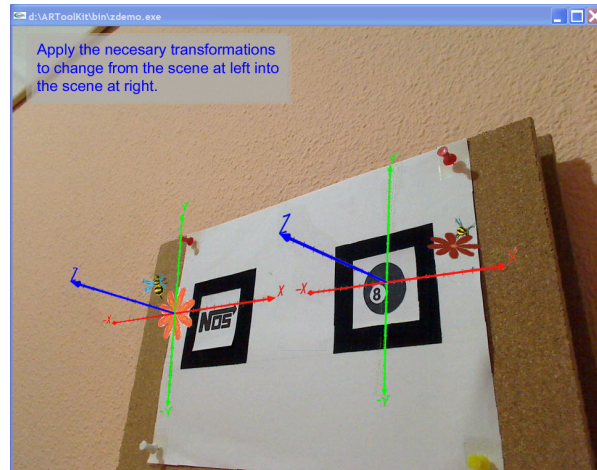 d:\ARToolKit\bin\zdemo.exe
Apply the necesary transformations
to change from the scene at left into
the scene at right.
Y
Y
Z
Z
X
-X
X
-X
8
NOS
-Y
-Y